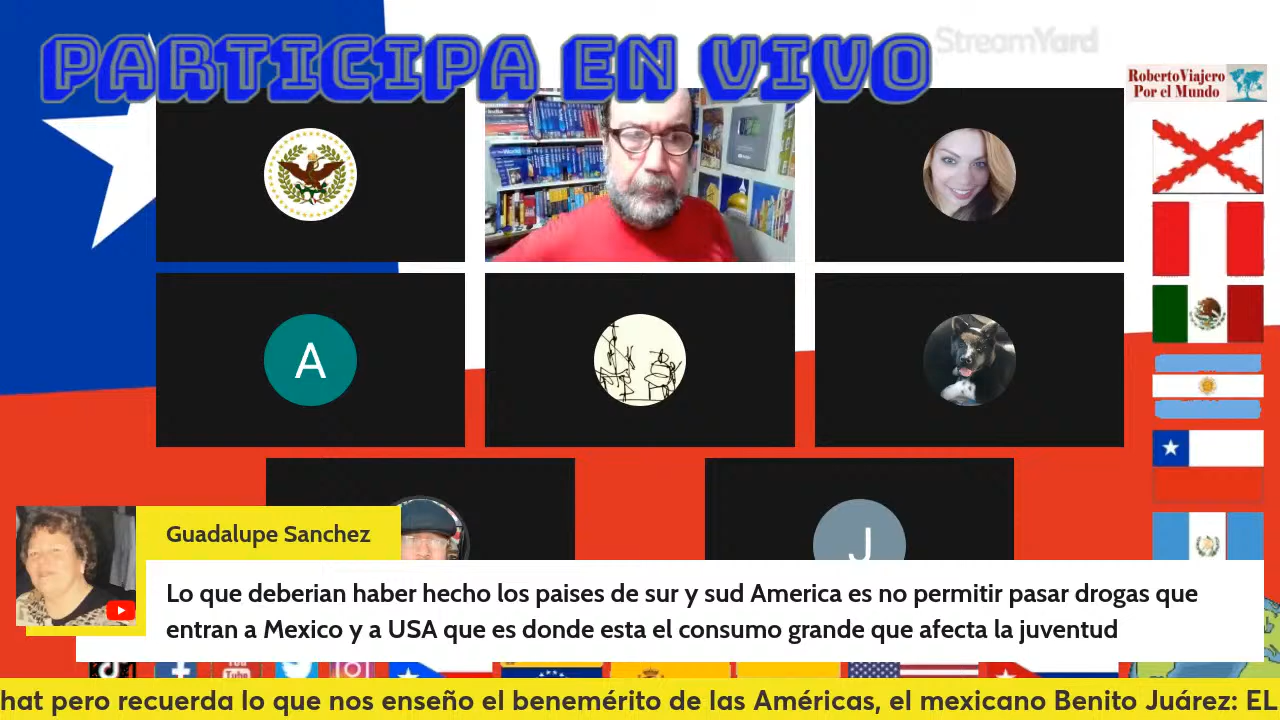 PARTICIPA EN VIVO
StreamYard
RobertoViajero
Por el Mundo
A
J
Guadalupe Sanchez
Lo que deberian haber hecho los paises de sur y sud America es no permitir pasar drogas que
entran a Mexico y a USA que es donde esta el consumo grande que afecta la juventud
You
Tube
hat pero recuerda lo que nos enseño el benemérito de las Américas, el mexicano Benito Juárez: EL